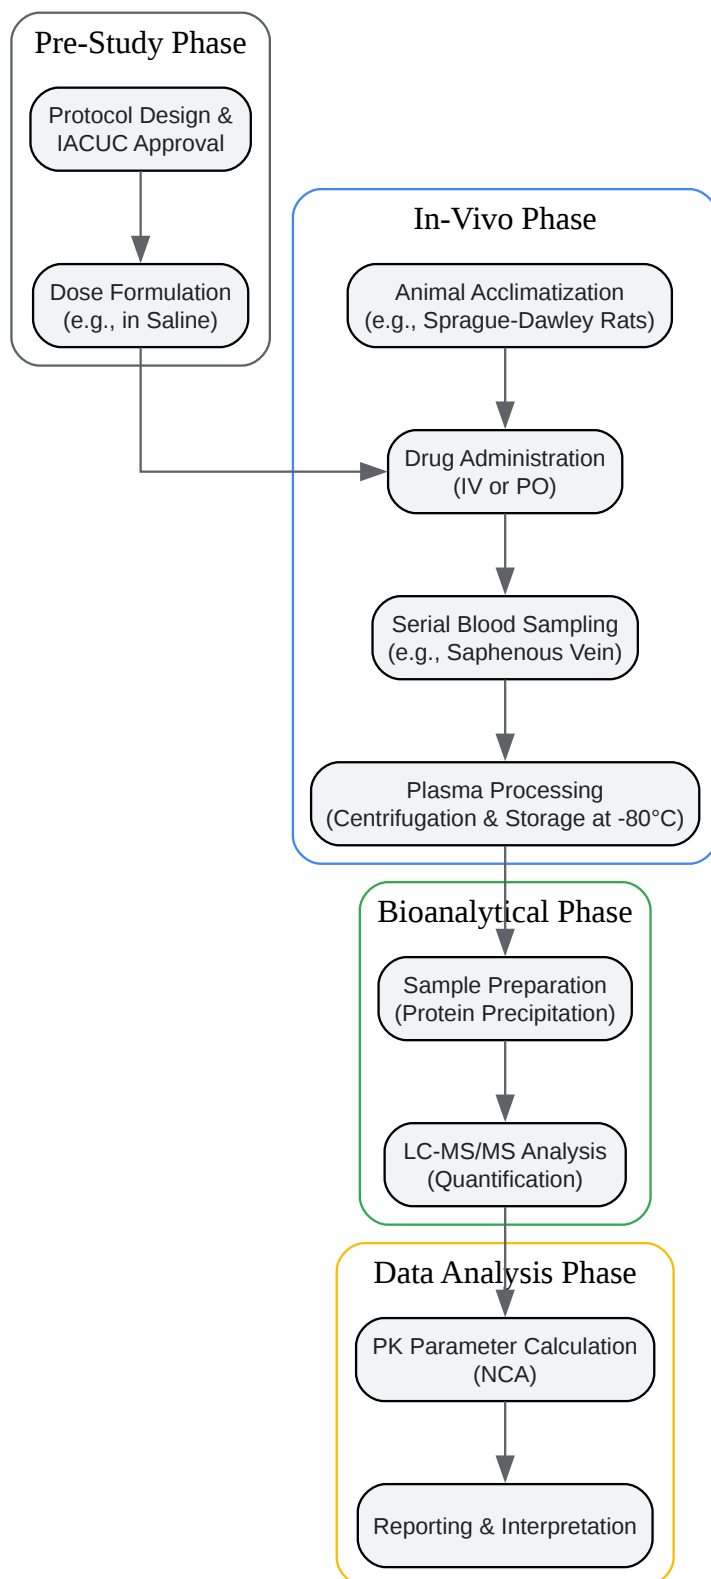 Pre-Study Phase
Protocol Design &
IACUC Approval
Dose Formulation
(e.g., in Saline)
In-Vivo Phase
Animal Acclimatization
(e.g., Sprague-Dawley Rats)
Drug Administration
(IV or PO)
Serial Blood Sampling
(e.g., Saphenous Vein)
Plasma Processing
(Centrifugation & Storage at -80°C)
Bioanalytical Phase
Sample Preparation
(Protein Precipitation)
LC-MS/MS Analysis
(Quantification)
Data Analysis Phase
PK Parameter Calculation
(NCA)
Reporting & Interpretation